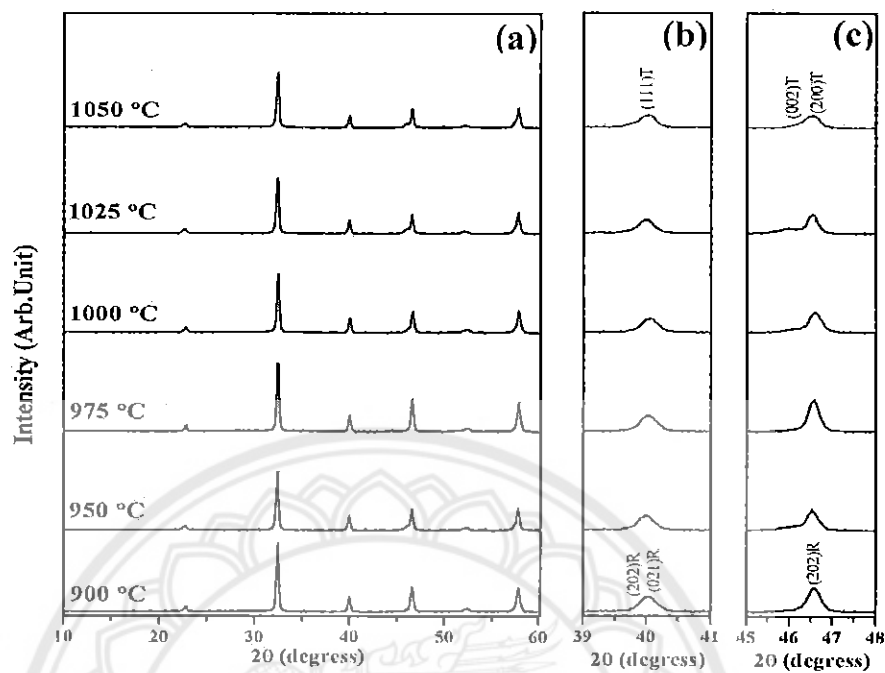 (a)
(b)
(c)
1050 °C
1025 °C
1000 °C
975 °C
950 °C
900 °C
Intensity (Arb.Unit)
10 20 30 40 50 60
2θ (degress)
(111)T
(202)R
(021)R
39 40 41
2θ (degress)
(002)T
(200)T
(202)R
45 46 47 48
2θ (degress)